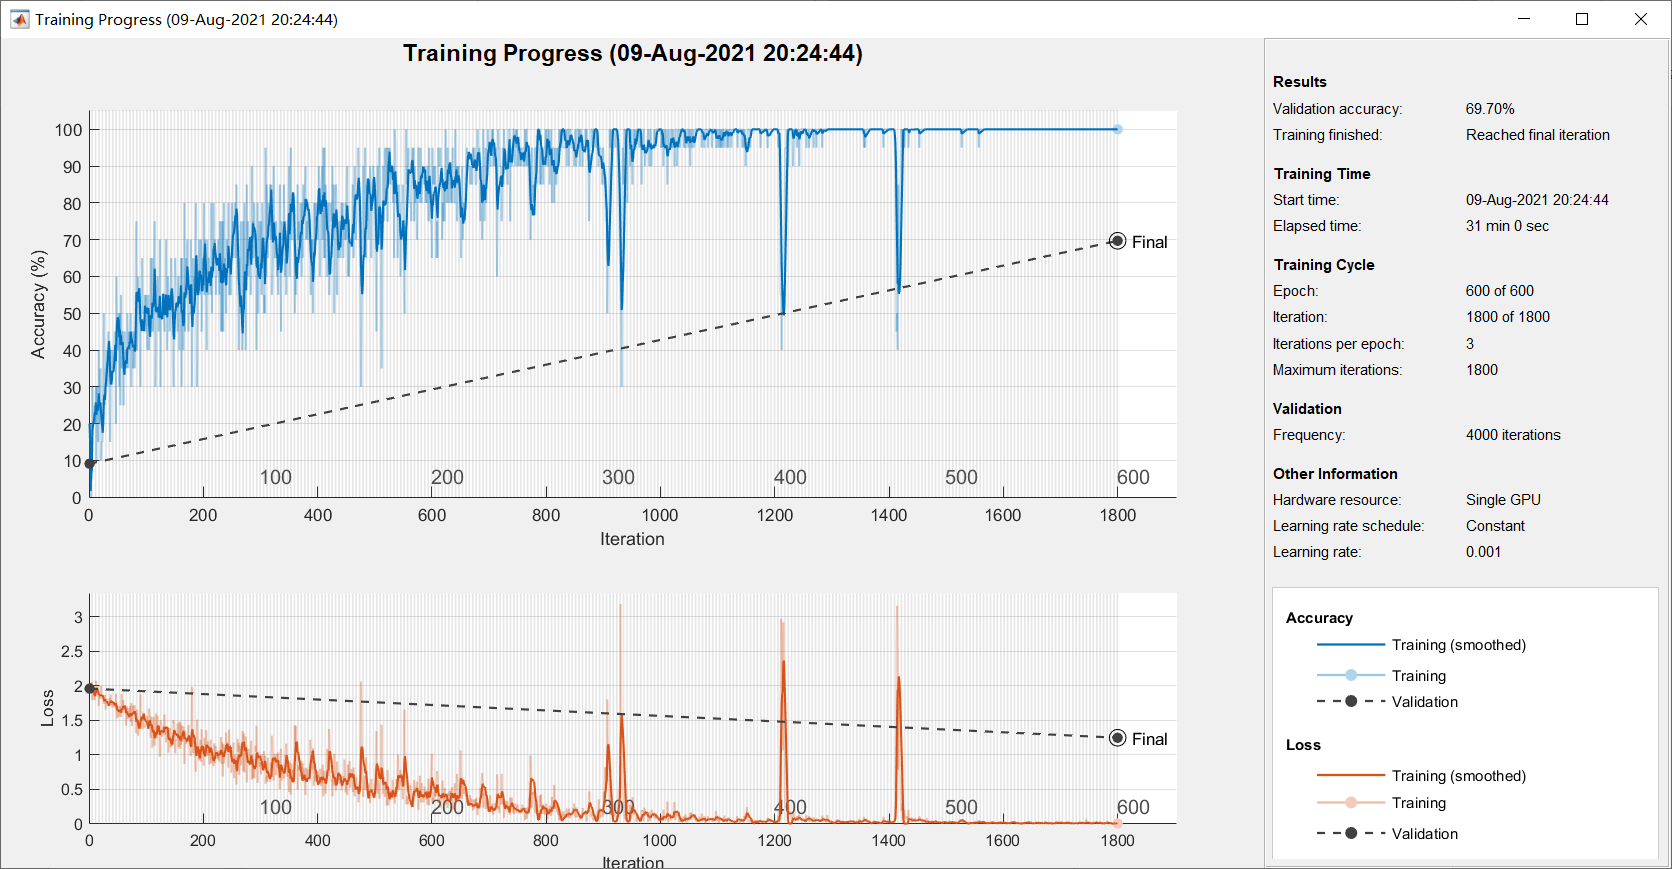 Training Progress (09-Aug-2021 20:24:44)
Training Progress (09-Aug-2021 20:24:44)
Accuracy (%)
100
90
80
70
60
50
40
30
20
10
0
Final
100 200 300 400 500 600
0 200 400 600 800 1000 1200 1400 1600 1800
Iteration
Loss
3
2.5
2
1.5
1
0.5
0
Final
100 200 300 400 500 600
0 200 400 600 800 1000 1200 1400 1600 1800
Iteration
Results
Validation accuracy: 69.70%
Training finished: Reached final iteration
Training Time
Start time: 09-Aug-2021 20:24:44
Elapsed time: 31 min 0 sec
Training Cycle
Epoch: 600 of 600
Iteration: 1800 of 1800
Iterations per epoch: 3
Maximum iterations: 1800
Validation
Frequency: 4000 iterations
Other Information
Hardware resource: Single GPU
Learning rate schedule: Constant
Learning rate: 0.001
Accuracy
Training (smoothed)
Training
Validation
Loss
Training (smoothed)
Training
Validation